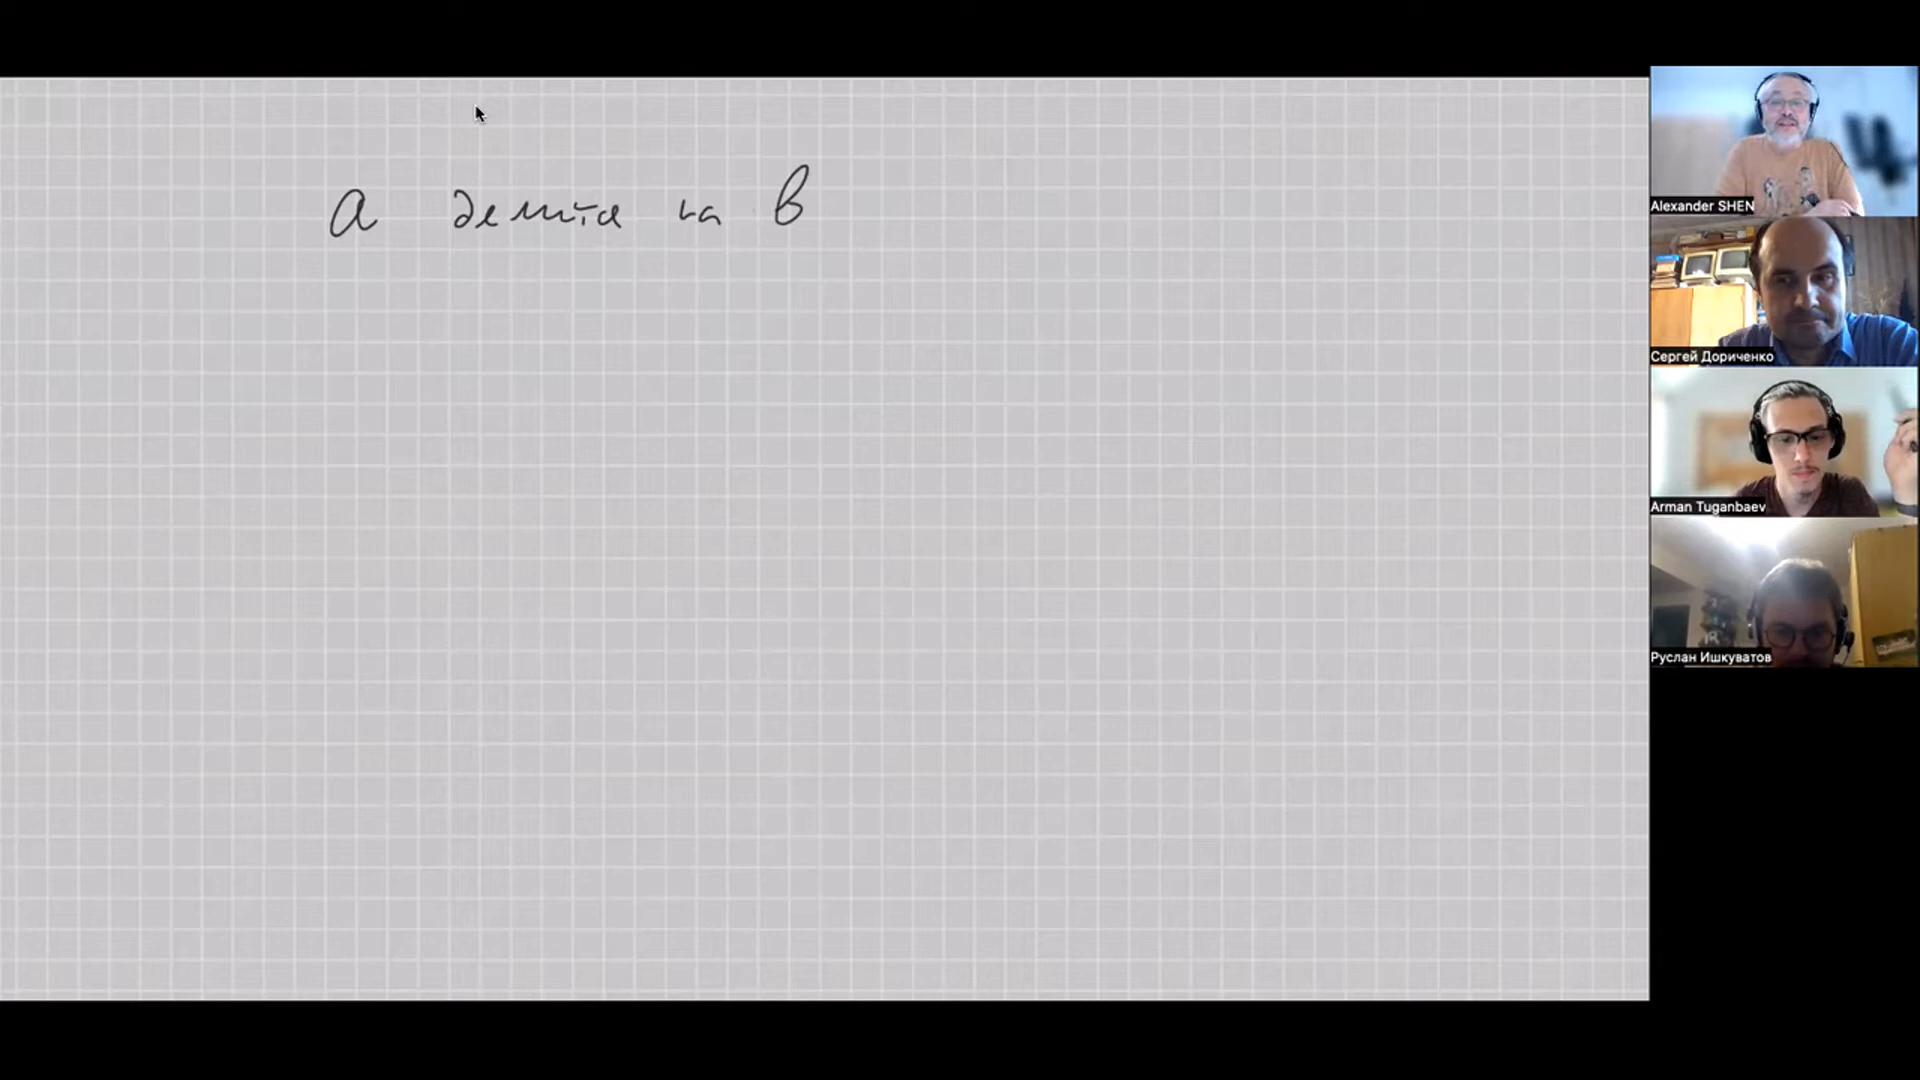 a делится на b
Alexander SHEN
Сергей Дориченко
Arman Tuganbaev
Руслан Ишкуватов